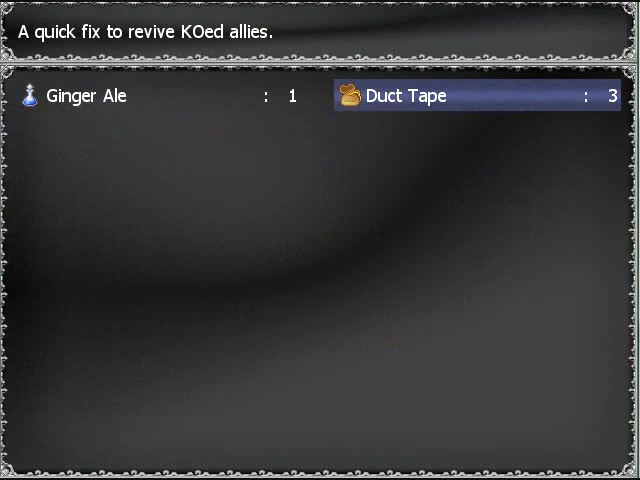 A quick fix to revive KOed allies.
Ginger Ale : 1 Duct Tape : 3